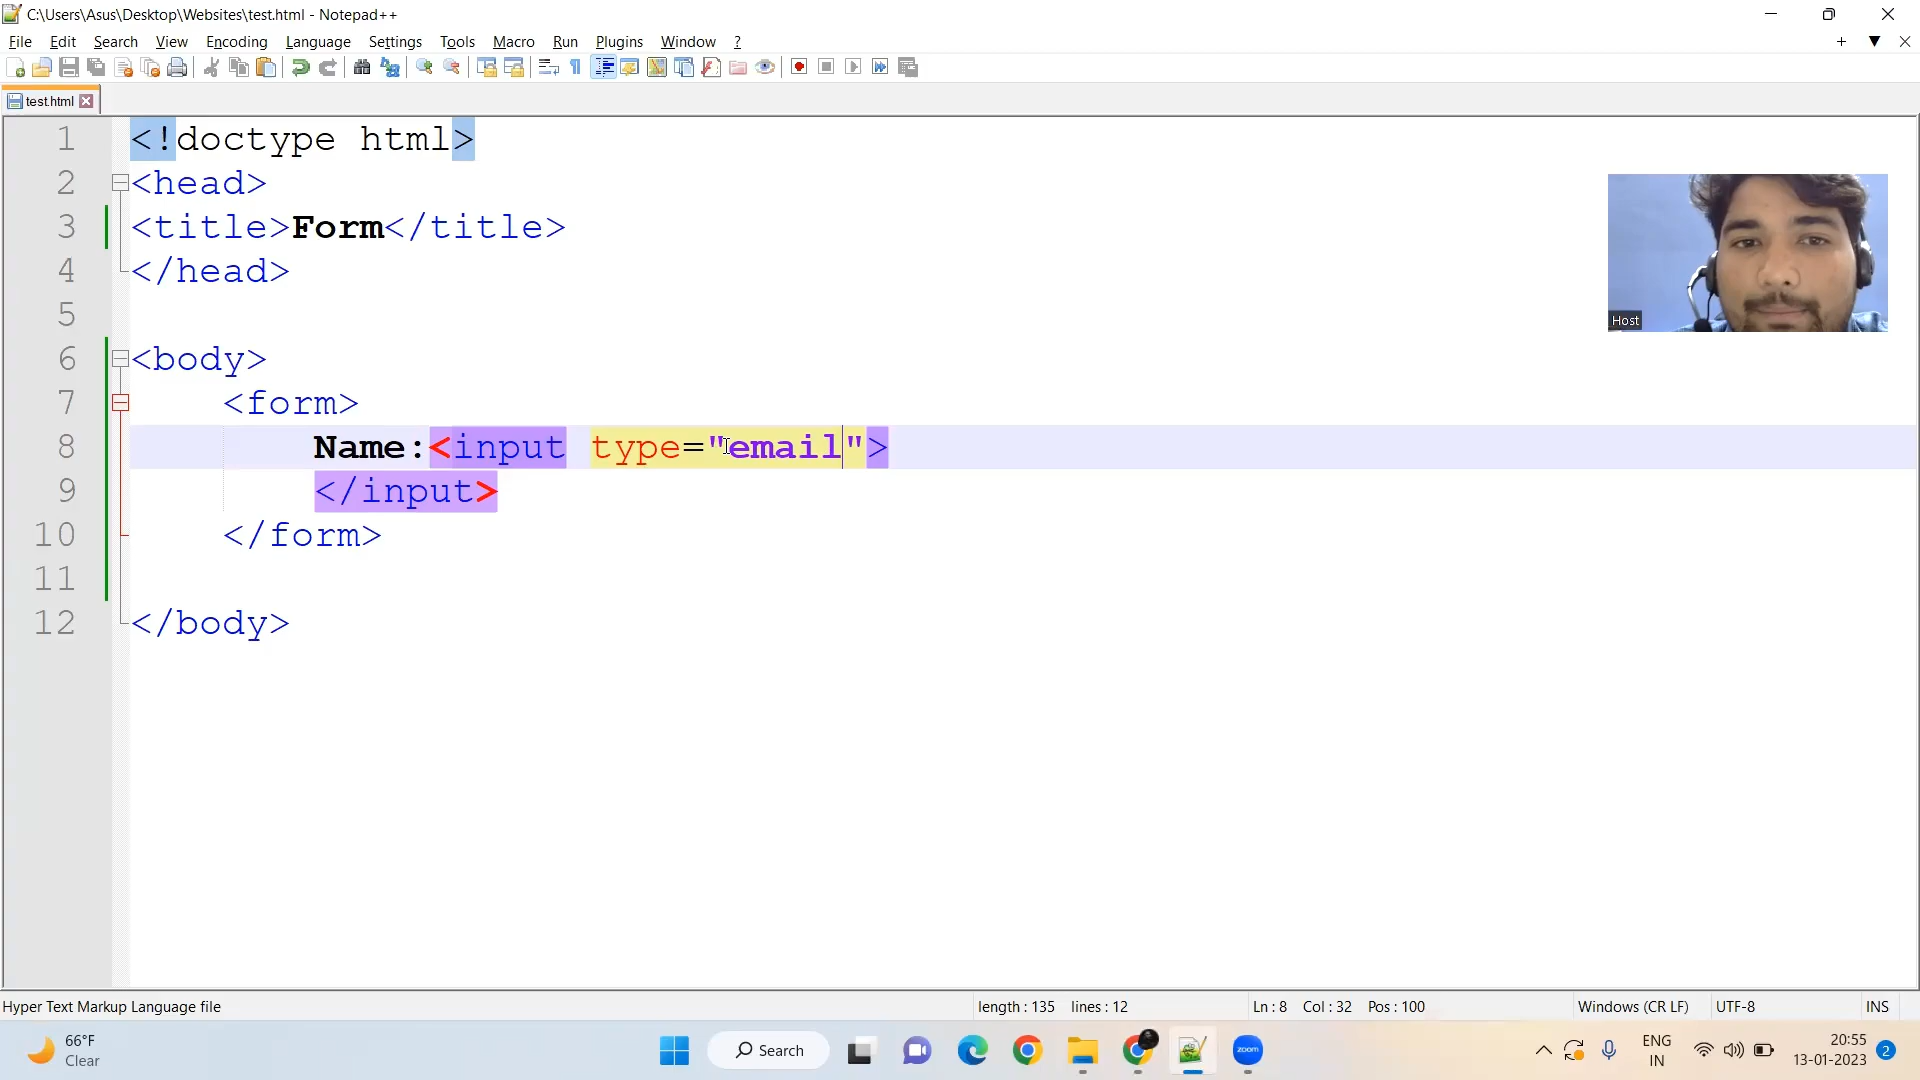 C:\Users\Asus\Desktop\Websites\test.html - Notepad++
File Edit Search View Encoding Language Settings Tools Macro Run Plugins Window ?
test.html
1 <!doctype html>
2 <head>
3 <title>Form</title>
4 </head>
5
6 <body>
7 <form>
8 Name:<input type="email">
9 </input>
10 </form>
11
12 </body>
Host
Hyper Text Markup Language file length : 135 lines : 12 Ln : 8 Col : 32 Pos : 100 Windows (CR LF) UTF-8 INS
66°F
Clear
Search
zoom
ENG
IN
20:55
13-01-2023
2